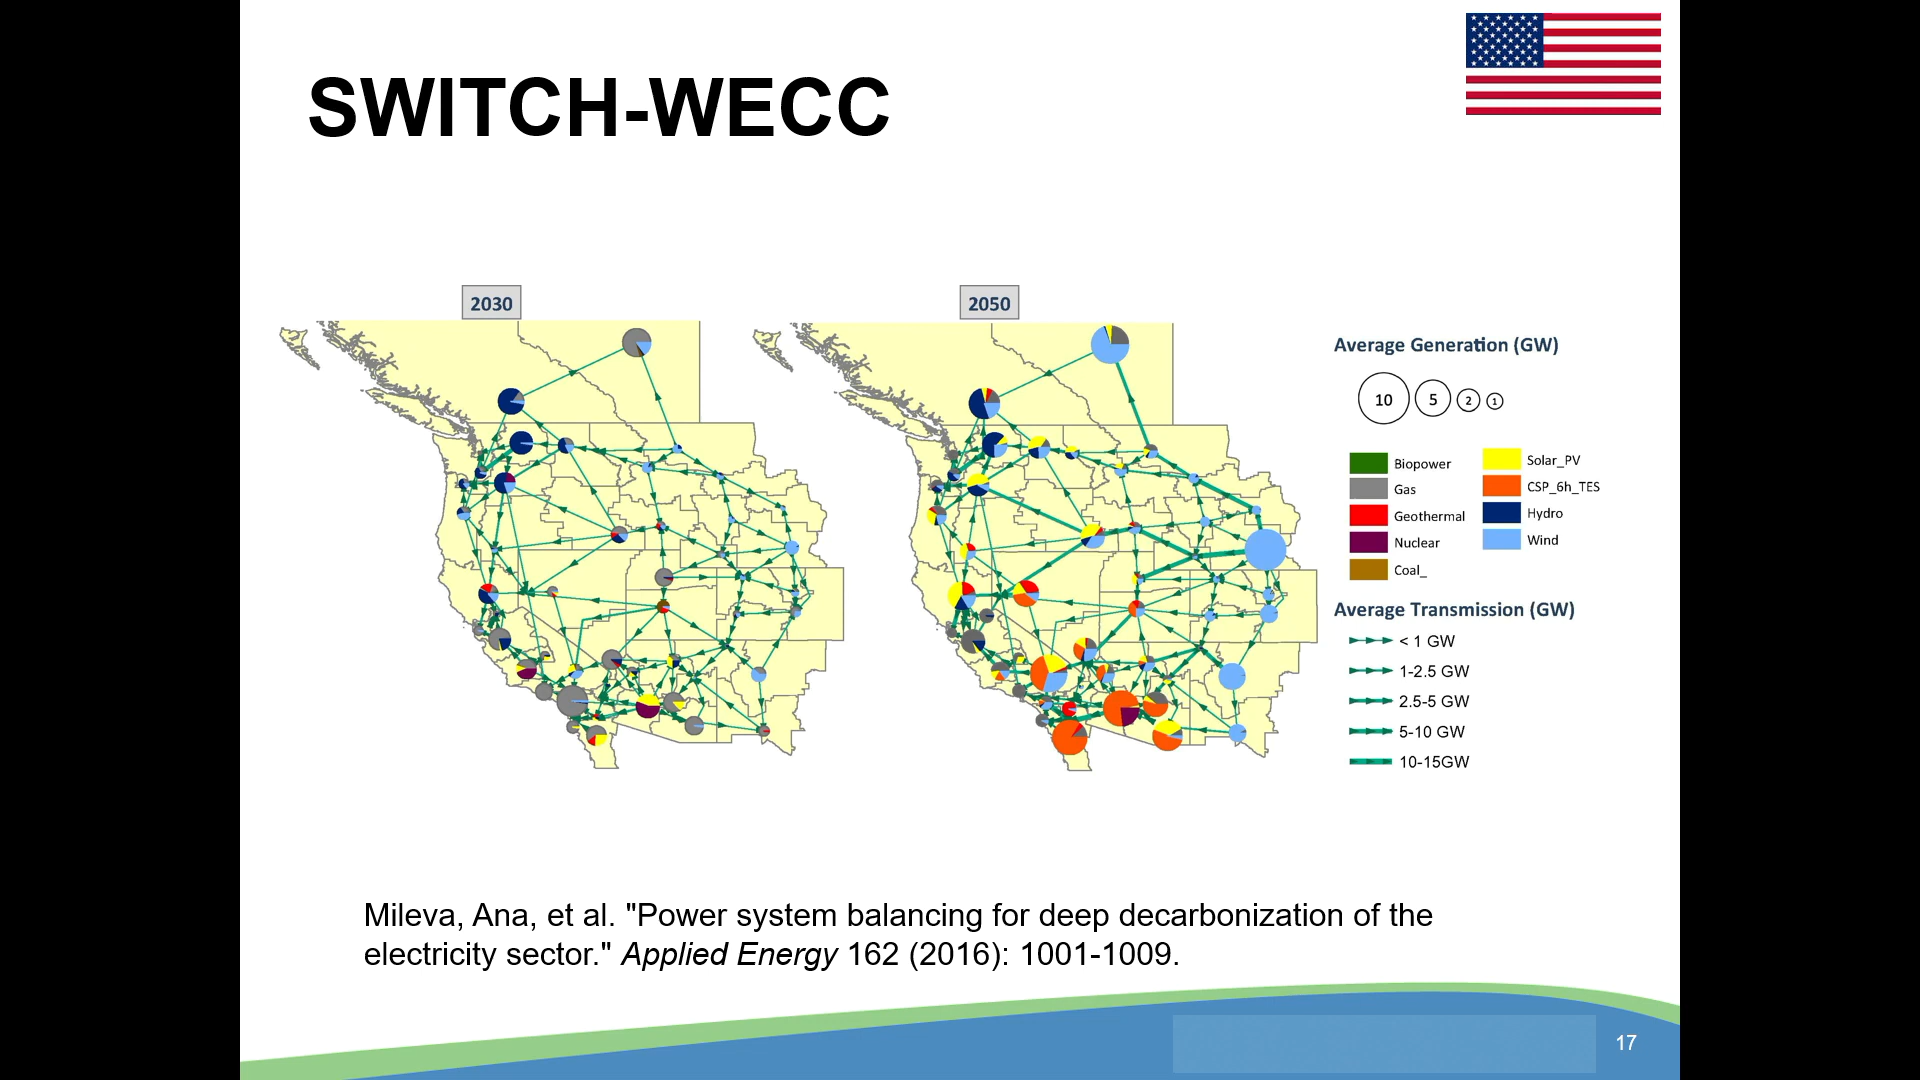 SWITCH-WECC
2030
2050
Average Generation (GW)
10
5
2
1
Biopower
Gas
Geothermal
Nuclear
Coal_
Solar_PV
CSP_6h_TES
Hydro
Wind
Average Transmission (GW)
< 1 GW
1-2.5 GW
2.5-5 GW
5-10 GW
10-15GW
Mileva, Ana, et al. "Power system balancing for deep decarbonization of the
electricity sector." Applied Energy 162 (2016): 1001-1009.
17